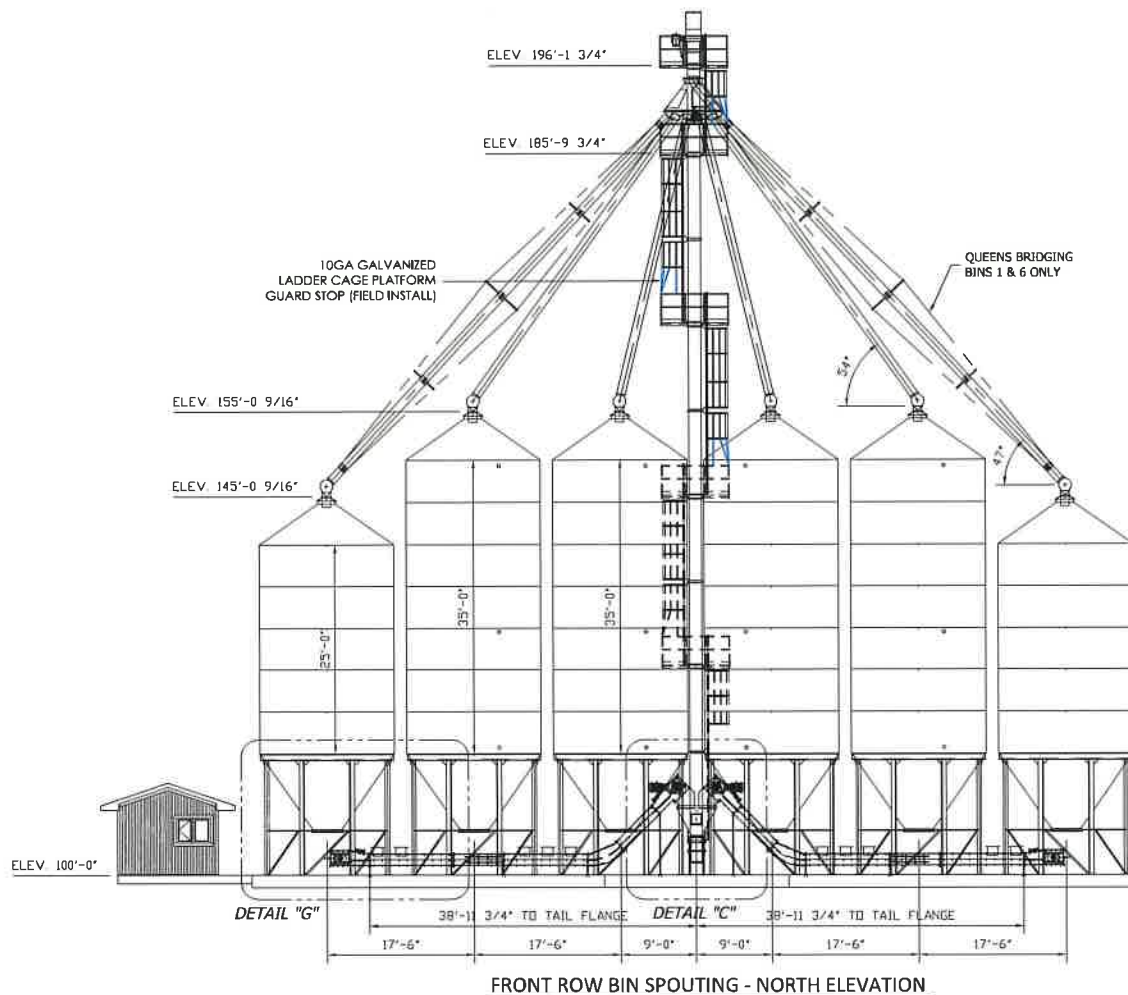 ELEV. 196'-1 3/4"
ELEV. 185'-9 3/4"
10GA GALVANIZED
LADDER CAGE PLATFORM
GUARD STOP (FIELD INSTALL)
QUEENS BRIDGING
BINS 1 & 6 ONLY
54°
ELEV. 155'-0 9/16"
47°
ELEV. 145'-0 9/16"
25'-0"
35'-0"
35'-0"
ELEV. 100'-0"
DETAIL "G"
38'-11 3/4" TO TAIL FLANGE
DETAIL "C"
38'-11 3/4" TO TAIL FLANGE
17'-6"
17'-6"
9'-0"
9'-0"
17'-6"
17'-6"
FRONT ROW BIN SPOUTING - NORTH ELEVATION